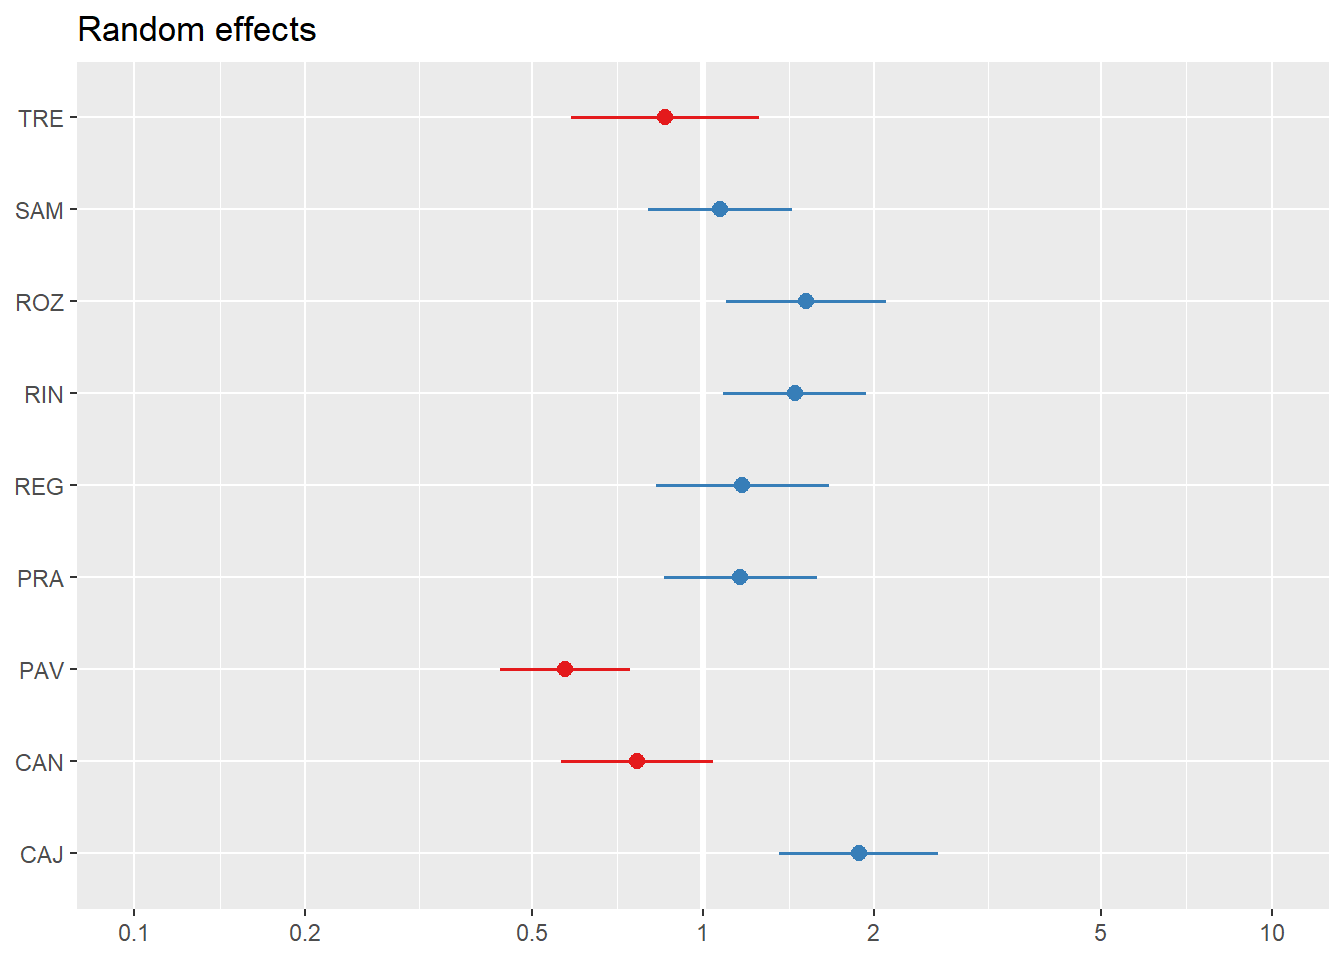 Random effects
TRE
SAM
ROZ
RIN
REG
PRA
PAV
CAN
CAJ
0.1 0.2 0.5 1 2 5 10